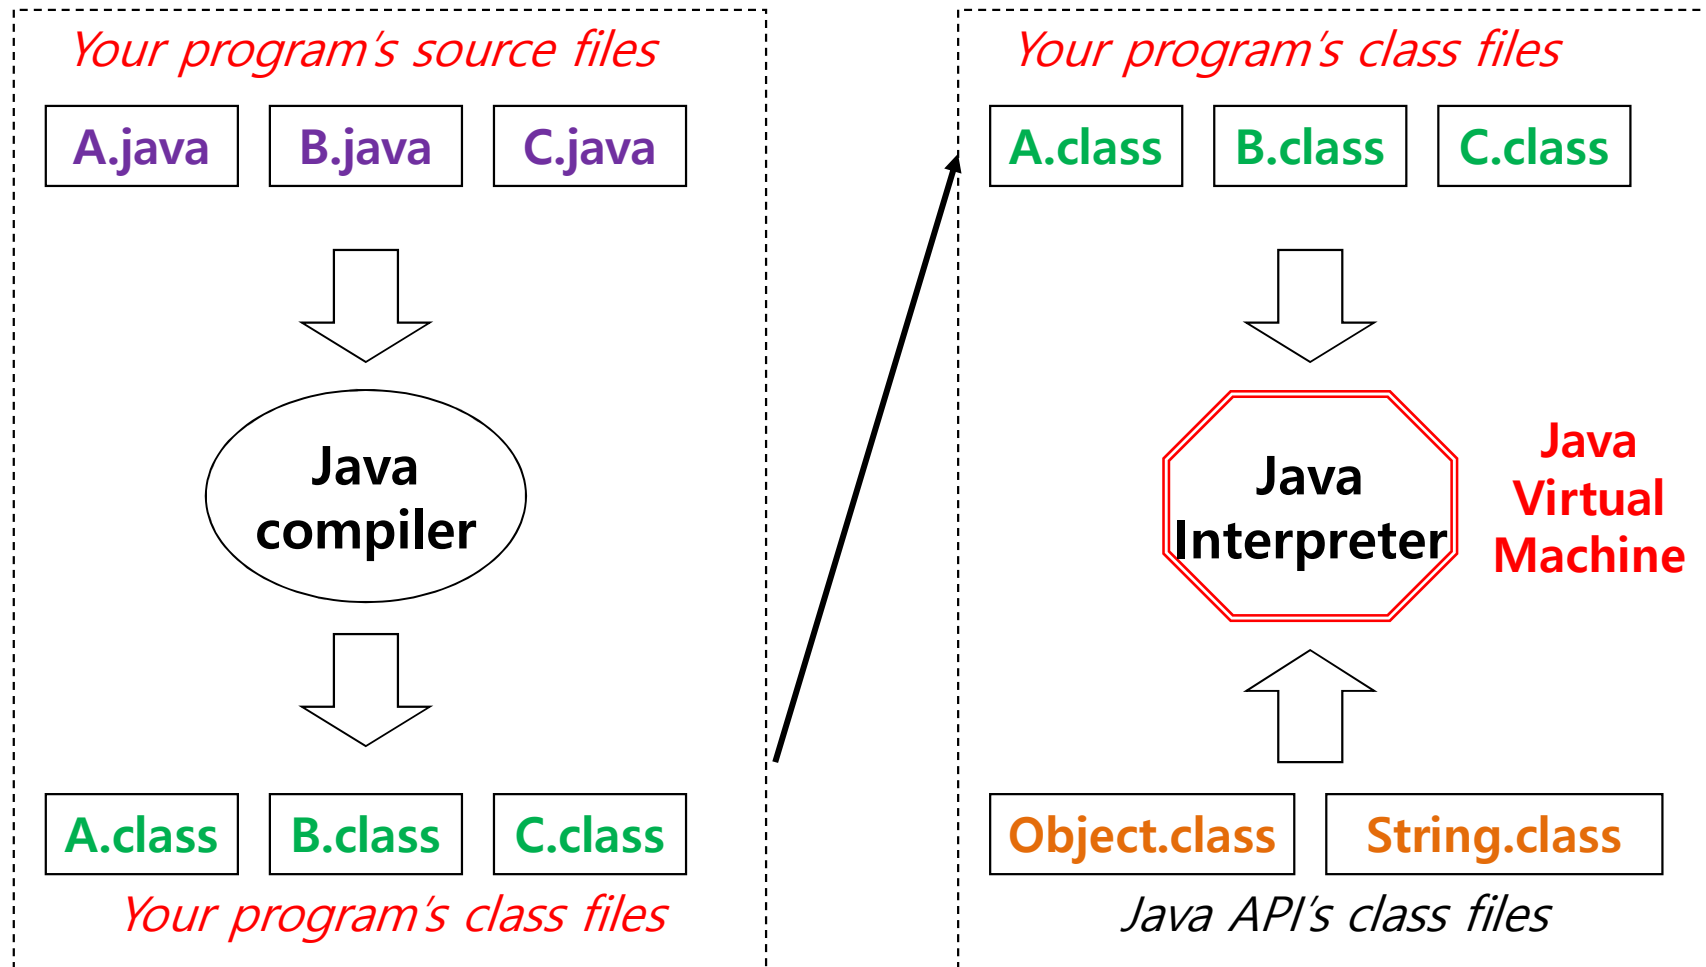 Your program's source files
A.java
B.java
C.java
Java
compiler
A.class
B.class
C.class
Your program's class files
Your program's class files
A.class
B.class
C.class
Java
Interpreter
Java
Virtual
Machine
Object.class
String.class
Java API's class files